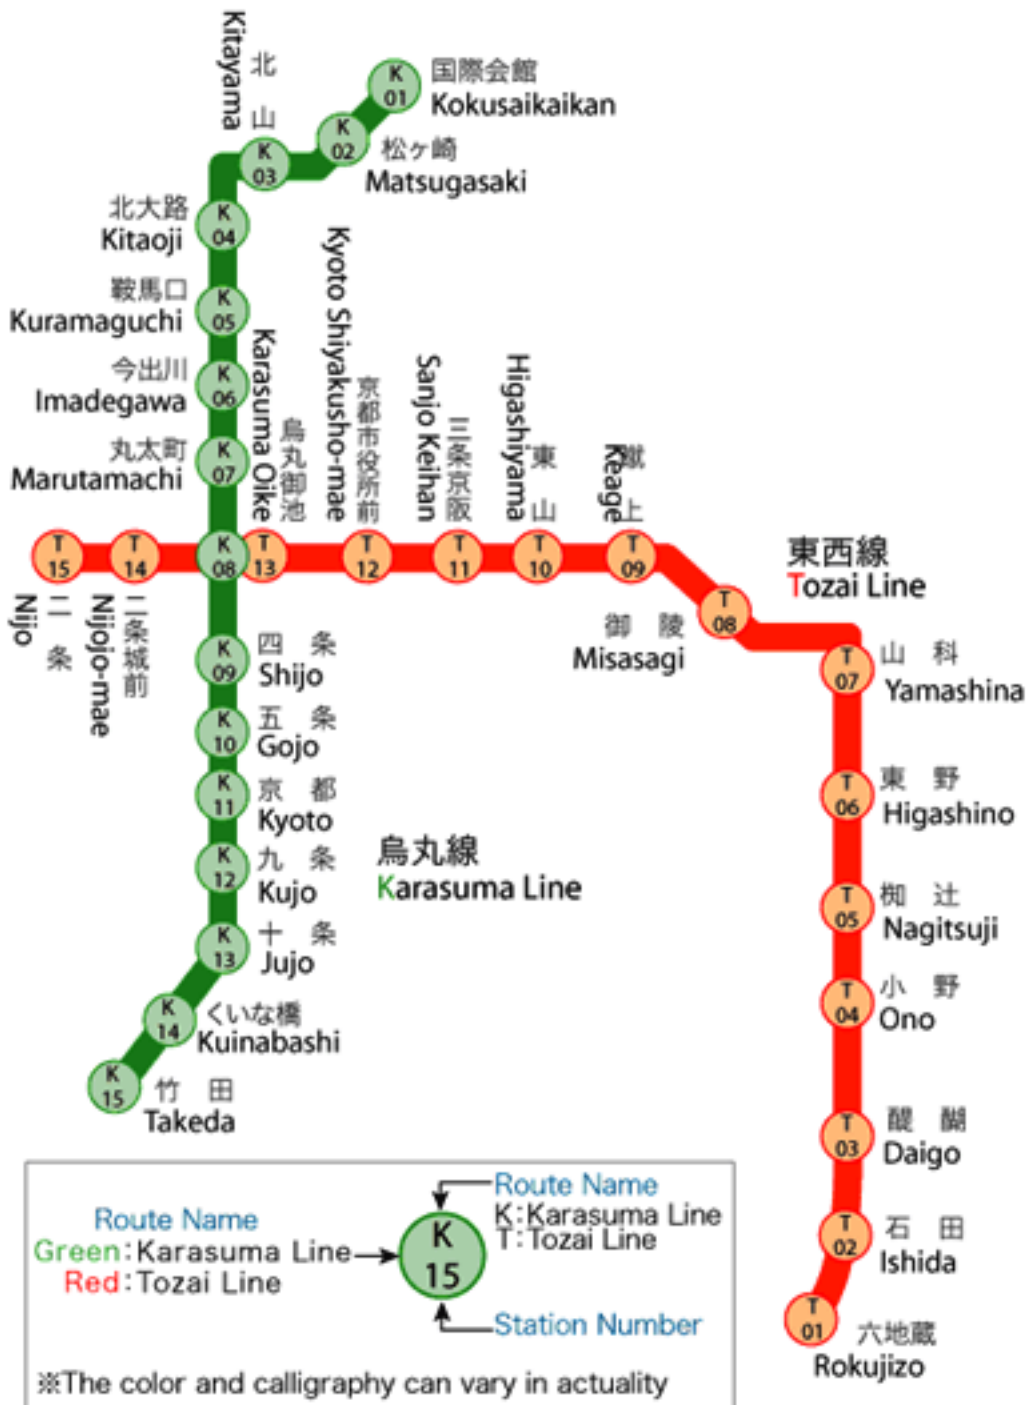 K
01
国際会館
Kokusaikaikan
K
02
松ヶ崎
Matsugasaki
K
03
北山
Kitayama
K
04
北大路
Kitaoji
K
05
鞍馬口
Kuramaguchi
K
06
今出川
Imadegawa
K
07
丸太町
Marutamachi
K
08
T
13
烏丸御池
Karasuma Oike
T
15
二条
Nijo
T
14
二条城前
Nijojo-mae
T
12
京都市役所前
Kyoto Shiyakusho-mae
T
11
三条京阪
Sanjo Keihan
T
10
東山
Higashiyama
T
09
蹴上
Keage
東西線
Tozai Line
T
08
御陵
Misasagi
T
07
山科
Yamashina
T
06
東野
Higashino
T
05
椥辻
Nagitsuji
T
04
小野
Ono
T
03
醍醐
Daigo
T
02
石田
Ishida
T
01
六地蔵
Rokujizo
K
09
四条
Shijo
K
10
五条
Gojo
K
11
京都
Kyoto
K
12
九条
Kujo
烏丸線
Karasuma Line
K
13
十条
Jujo
K
14
くいな橋
Kuinabashi
K
15
竹田
Takeda
Route Name
Green:Karasuma Line
Red:Tozai Line
K
15
Route Name
K:Karasuma Line
T:Tozai Line
Station Number
※The color and calligraphy can vary in actuality